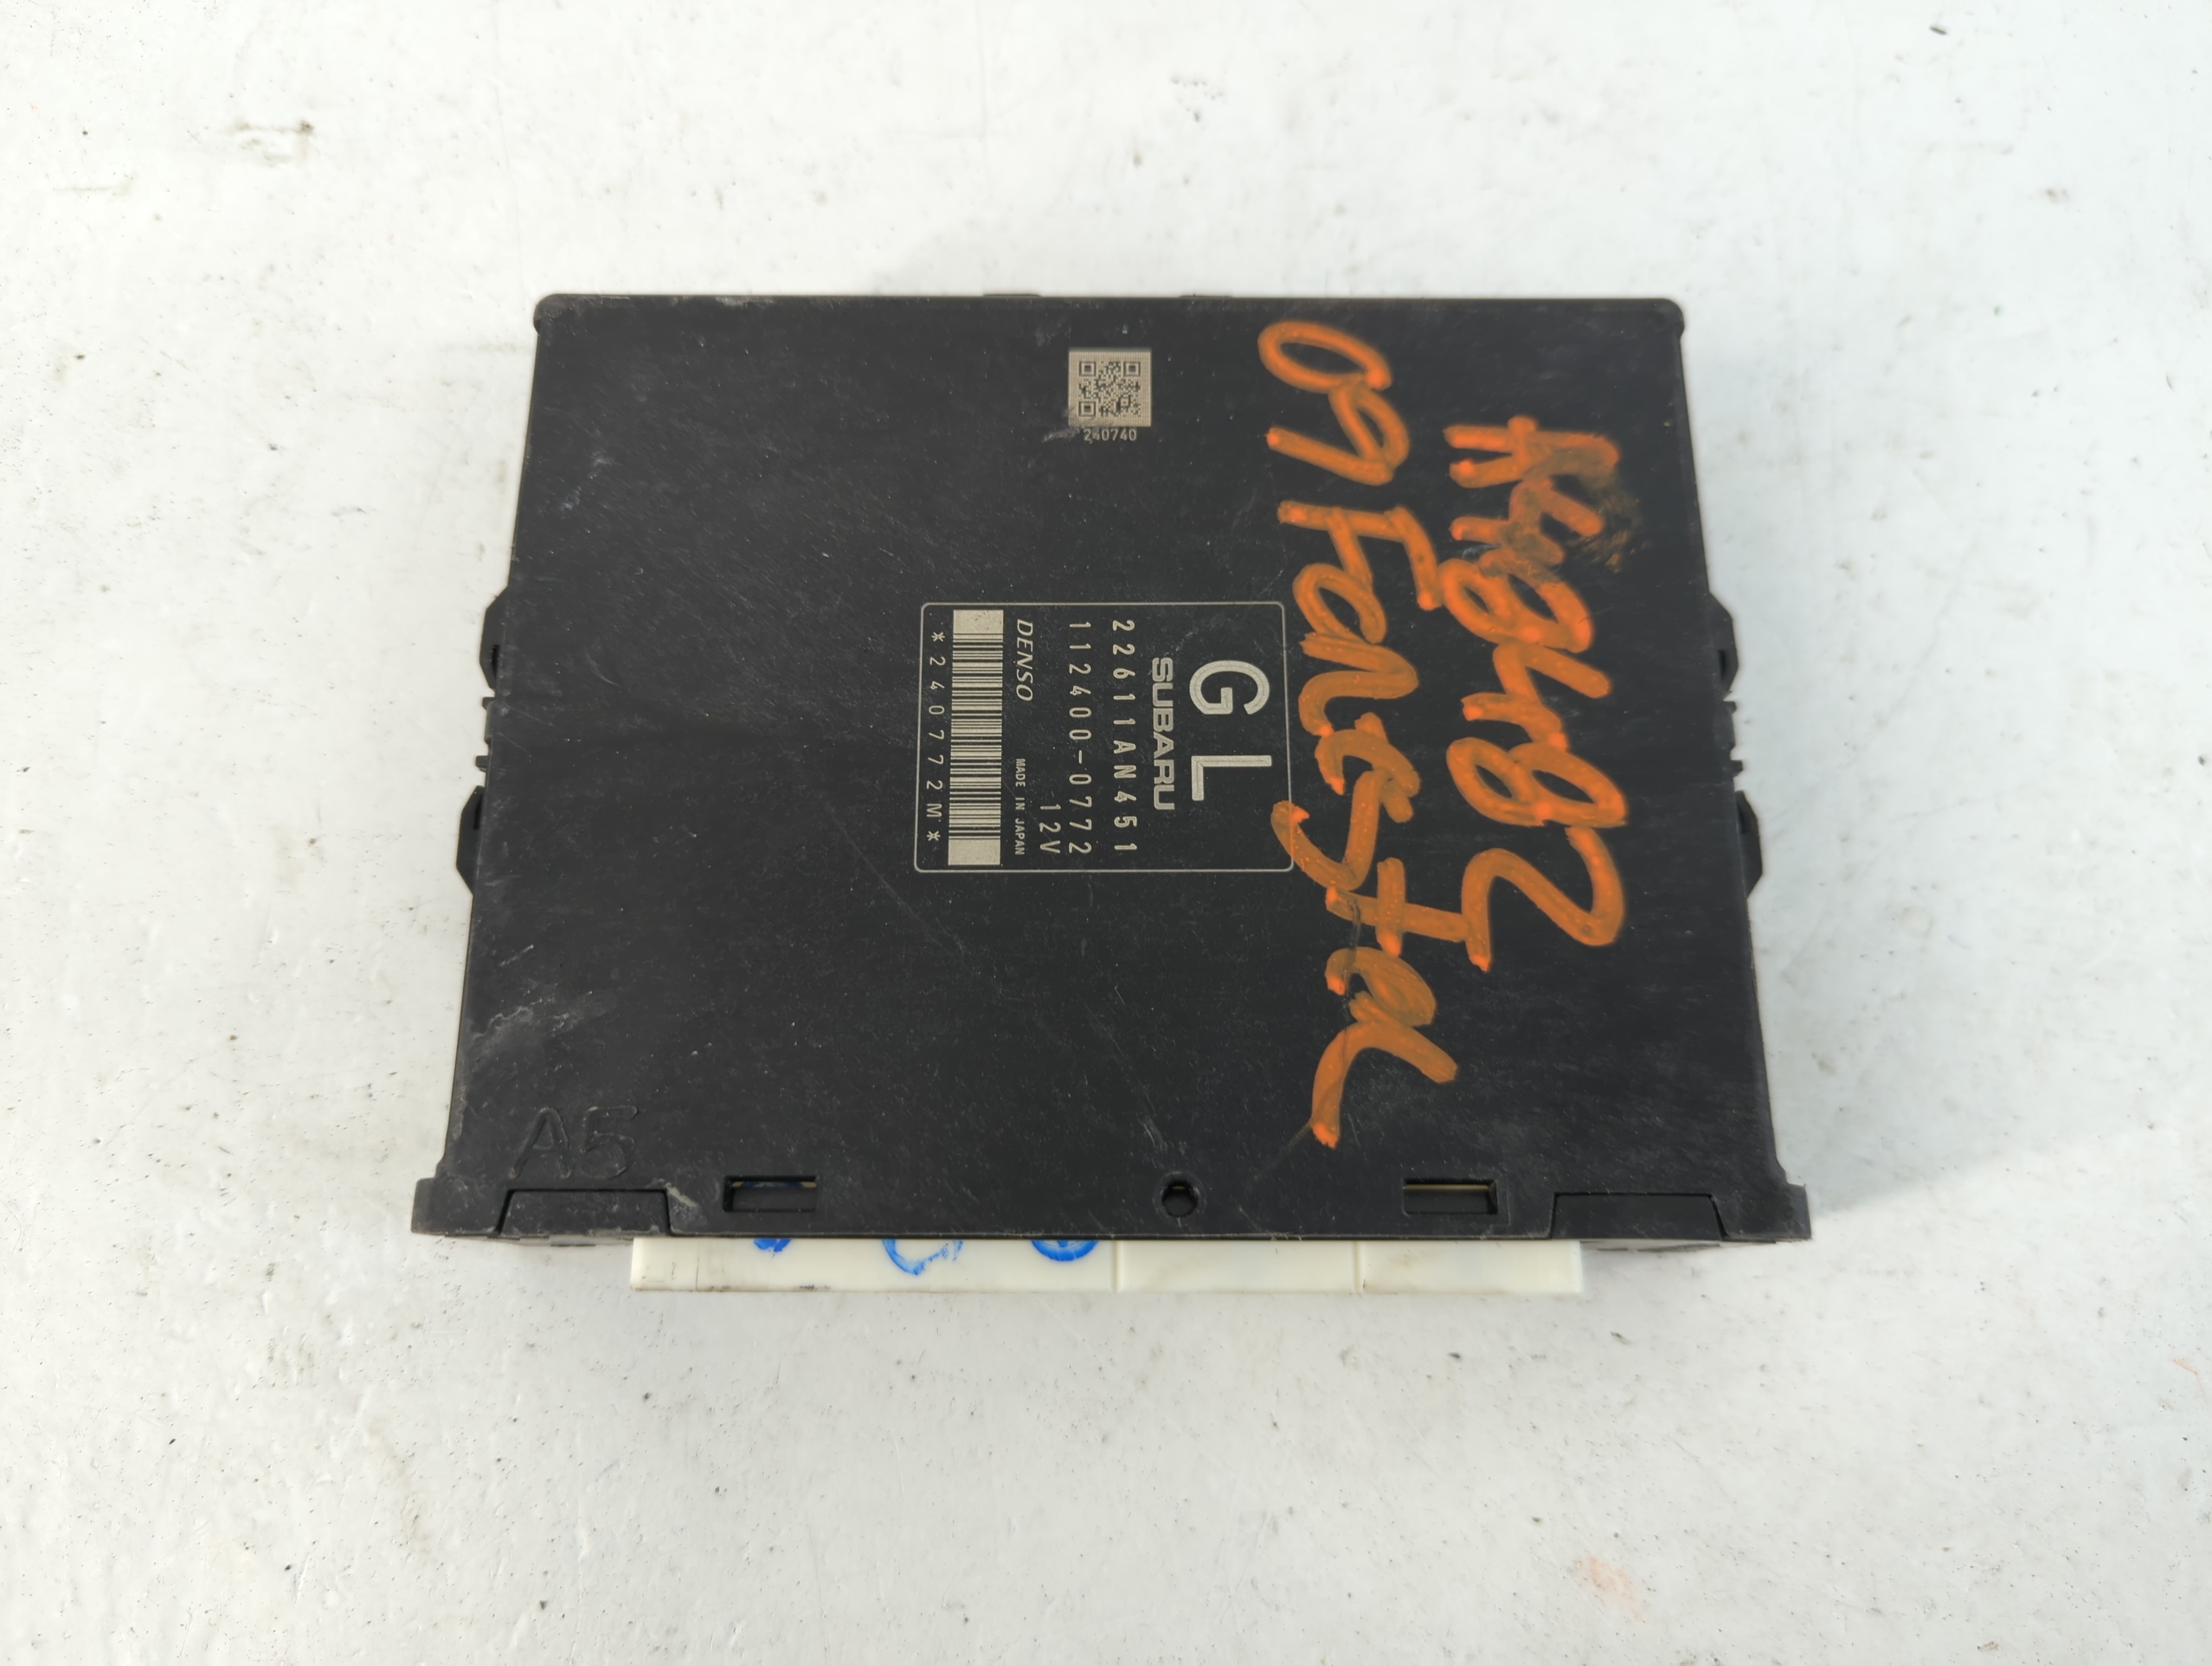 09 Forester
GL
SUBARU
22611AN451
112400-0772
12V
DENSO MADE IN JAPAN
*240772M*
240740
A5